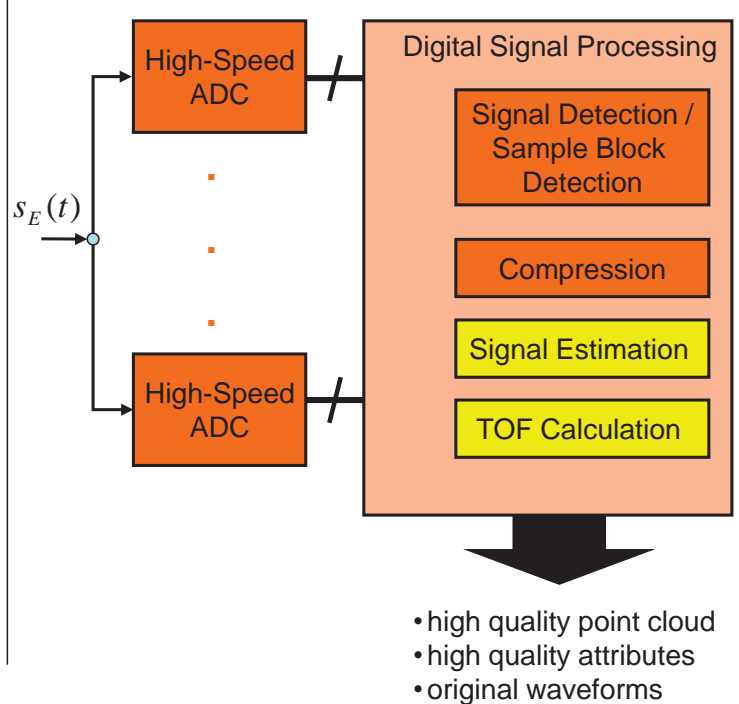 High-Speed
ADC
Digital Signal Processing
Signal Detection /
Sample Block
Detection
s_E(t)
Compression
Signal Estimation
High-Speed
ADC
TOF Calculation
•high quality point cloud
•high quality attributes
•original waveforms